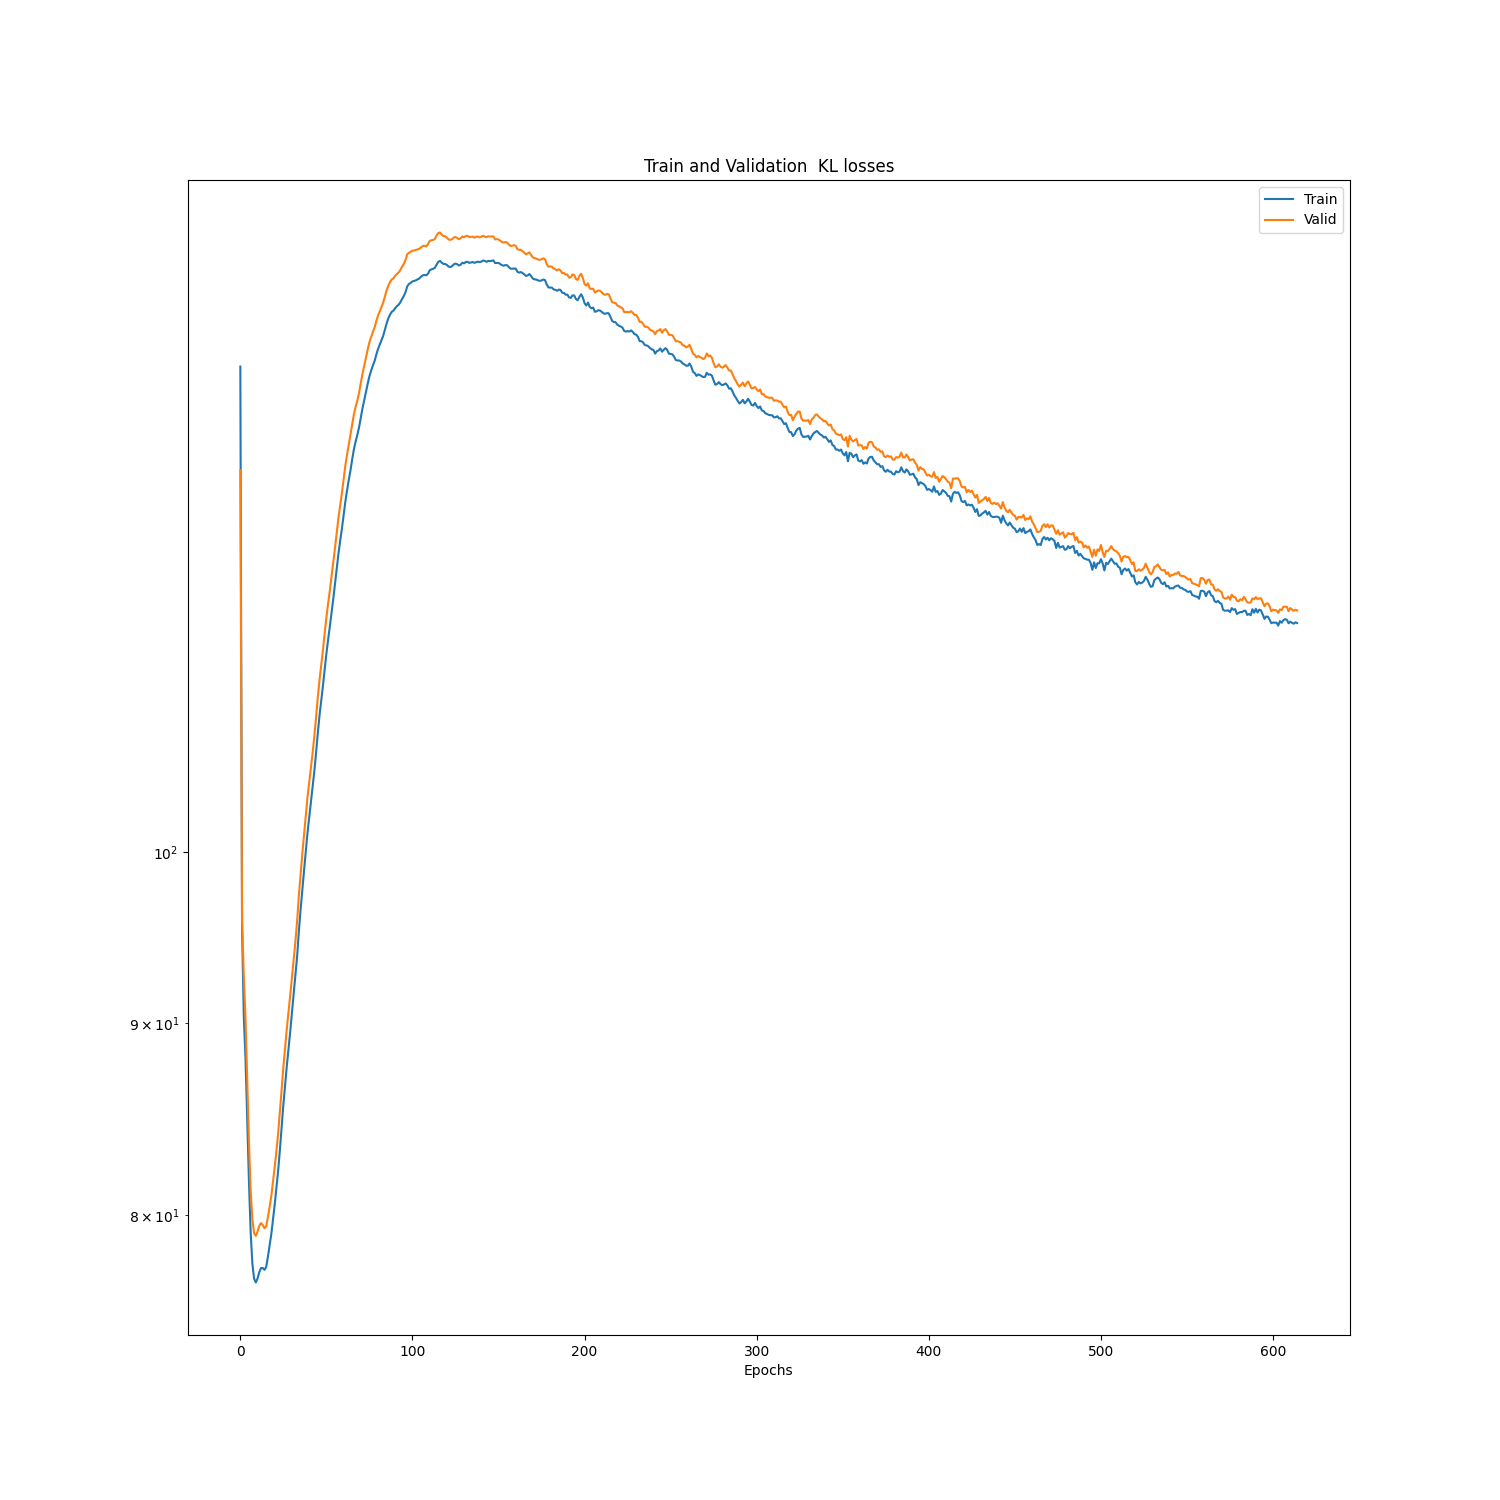 Train and Validation  KL losses
Train
Valid
10²
9 × 10¹
8 × 10¹
0 100 200 300 400 500 600
Epochs